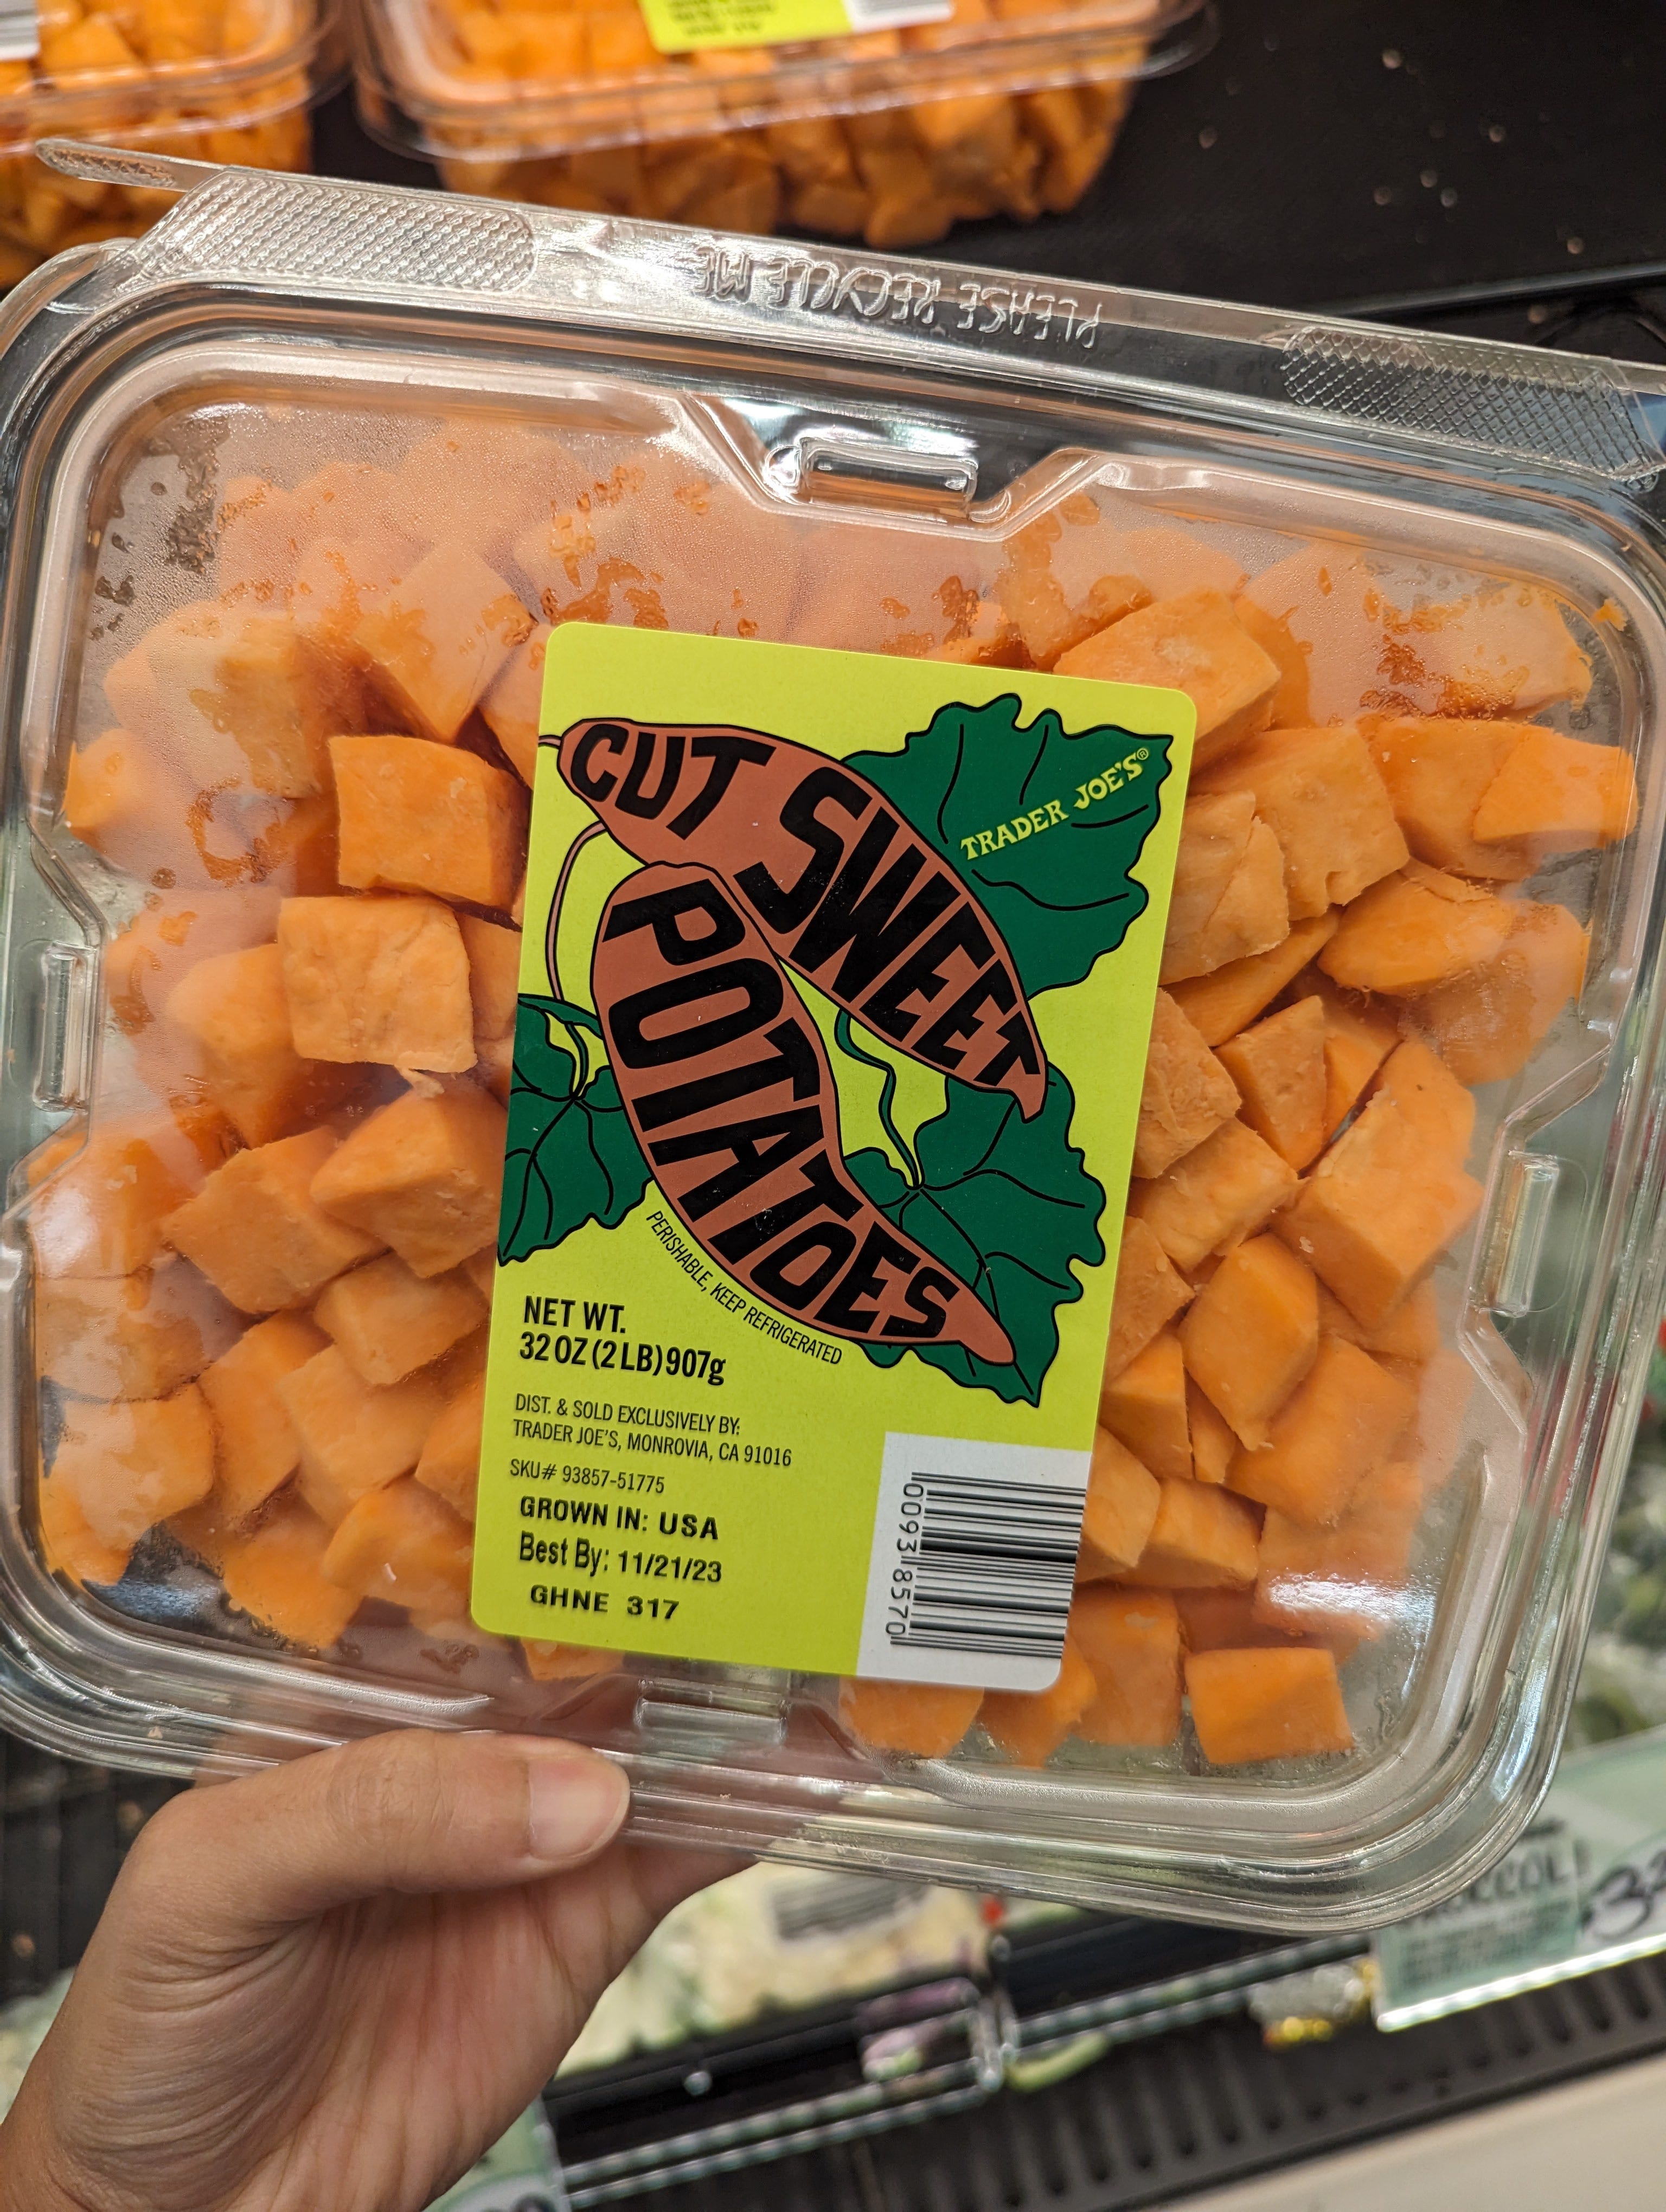 PLEASE RECYCLE ME
TRADER JOE'S®
CUT SWEET
POTATOES
PERISHABLE, KEEP REFRIGERATED
NET WT.
32 OZ (2 LB) 907g
DIST. & SOLD EXCLUSIVELY BY:
TRADER JOE'S, MONROVIA, CA 91016
SKU# 93857-51775
GROWN IN: USA
Best By: 11/21/23
GHNE 317
0093 8570